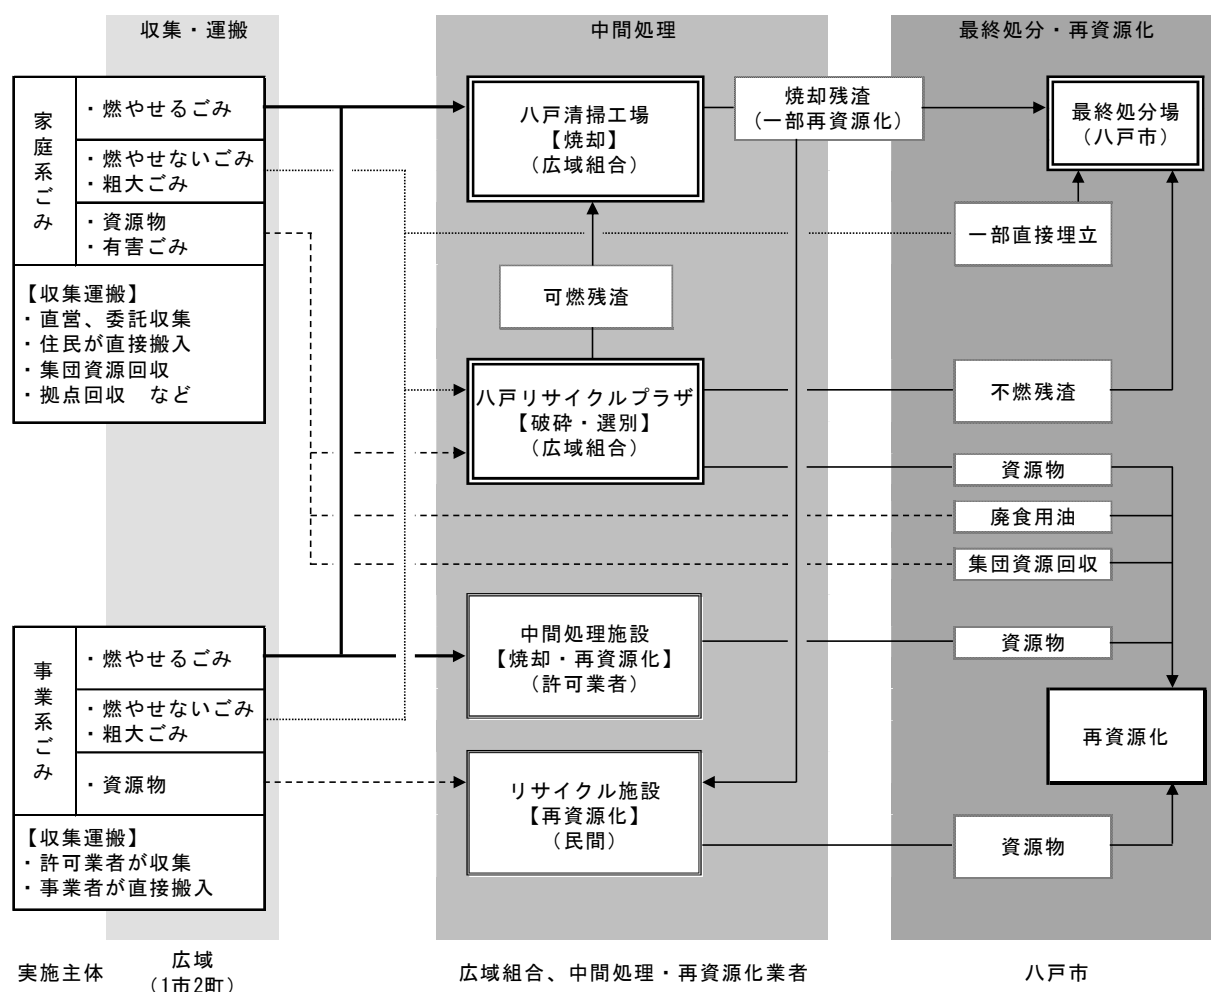 収集・運搬
中間処理
最終処分・再資源化
家庭系ごみ
・燃やせるごみ
・燃やせないごみ
・粗大ごみ
・資源物
・有害ごみ
【収集運搬】
・直営、委託収集
・住民が直接搬入
・集団資源回収
・拠点回収 など
八戸清掃工場
【焼却】
（広域組合）
焼却残渣
（一部再資源化）
最終処分場
（八戸市）
一部直接埋立
可燃残渣
八戸リサイクルプラザ
【破砕・選別】
（広域組合）
不燃残渣
資源物
廃食用油
集団資源回収
事業系ごみ
・燃やせるごみ
・燃やせないごみ
・粗大ごみ
・資源物
【収集運搬】
・許可業者が収集
・事業者が直接搬入
中間処理施設
【焼却・再資源化】
（許可業者）
資源物
再資源化
リサイクル施設
【再資源化】
（民間）
資源物
実施主体
広域
（1市2町）
広域組合、中間処理・再資源化業者
八戸市